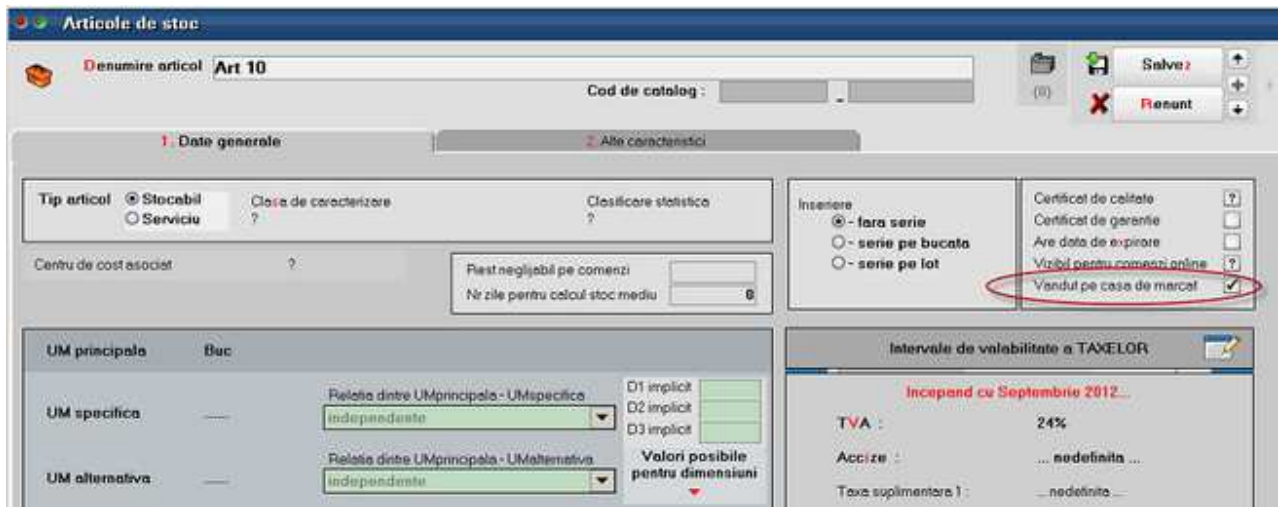 Articole de stoc
Denumire articol Art 10
Cod de catalog : -
(0)
Salvez
Renunt
1. Date generale
2. Alte caracteristici
Tip articol Stocabil
Serviciu
Clasa de caracterizare
?
Clasificare statistica
?
Centru de cost asociat ?
Rest neglijabil pe comenzi
Nr zile pentru calcul stoc mediu 0
Inseriere
- fara serie
- serie pe bucata
- serie pe lot
Certificat de calitate ?
Certificat de garantie
Are data de expirare
Vizibil pentru comenzi online ?
Vandut pe casa de marcat
UM principala Buc
UM specifica ......
Relatia dintre UMprincipala - UMspecifica
independente
UM alternativa ......
Relatia dintre UMprincipala - UMalternativa
independente
D1 implicit
D2 implicit
D3 implicit
Valori posibile
pentru dimensiuni
Intervale de valabilitate a TAXELOR
Incepand cu Septembrie 2012...
TVA : 24%
Accize : ... nedefinita ...
Taxa suplimentara 1 : ... nedefinita ...